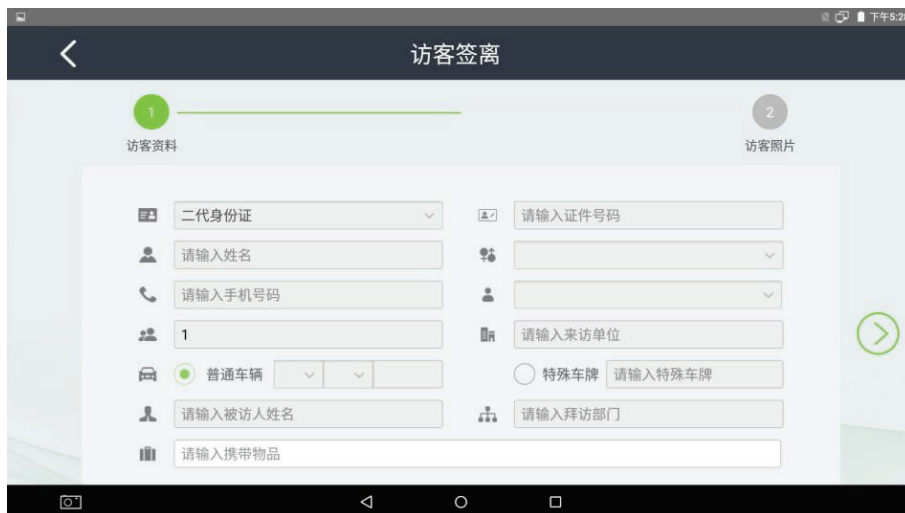 下午5:28
访客签离
1
2
访客资料
访客照片
二代身份证
请输入证件号码
请输入姓名
请输入手机号码
1
请输入来访单位
普通车辆
特殊车牌
请输入特殊车牌
请输入被访人姓名
请输入拜访部门
请输入携带物品